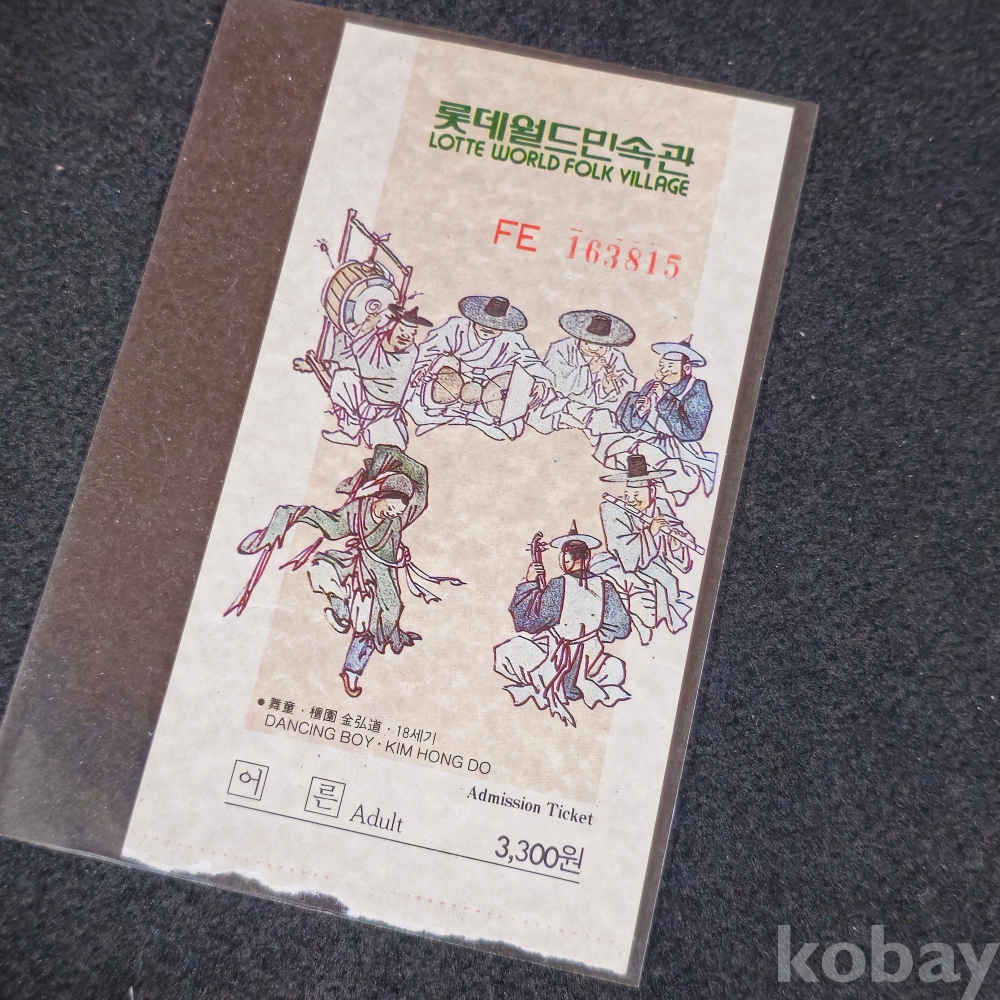 롯데월드민속관
LOTTE WORLD FOLK VILLAGE
FE 163815
• 舞童 · 檀園 金弘道 · 18세기
DANCING BOY · KIM HONG DO
Admission Ticket
어 른 Adult
3,300원
kobay